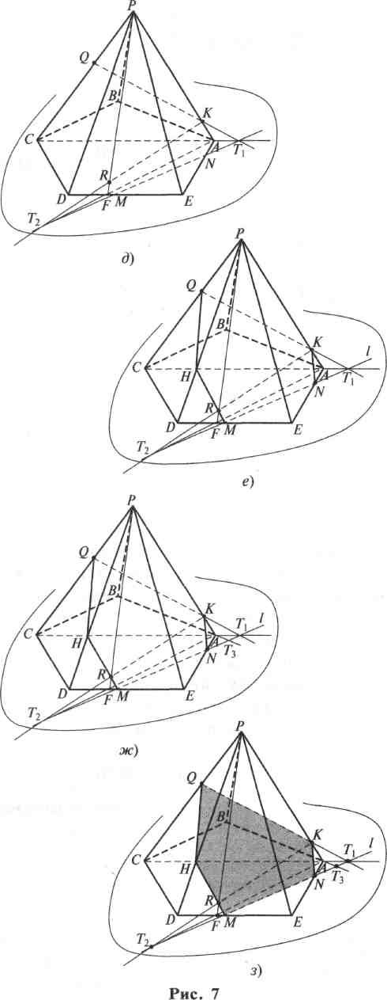 P
Q
B
K
C
A
N
T₁
R
D
F M
E
T₂
д)
P
Q
B
K
l
C
H
A
T₁
N
R
D
F M
E
T₂
е)
P
Q
B
K
T₁ l
C
H
A
T₃
N
R
D
F M
E
T₂
ж)
P
Q
B
K
T₁ l
C
H
A
T₃
N
R
D
F M
E
T₂
з)
Рис. 7